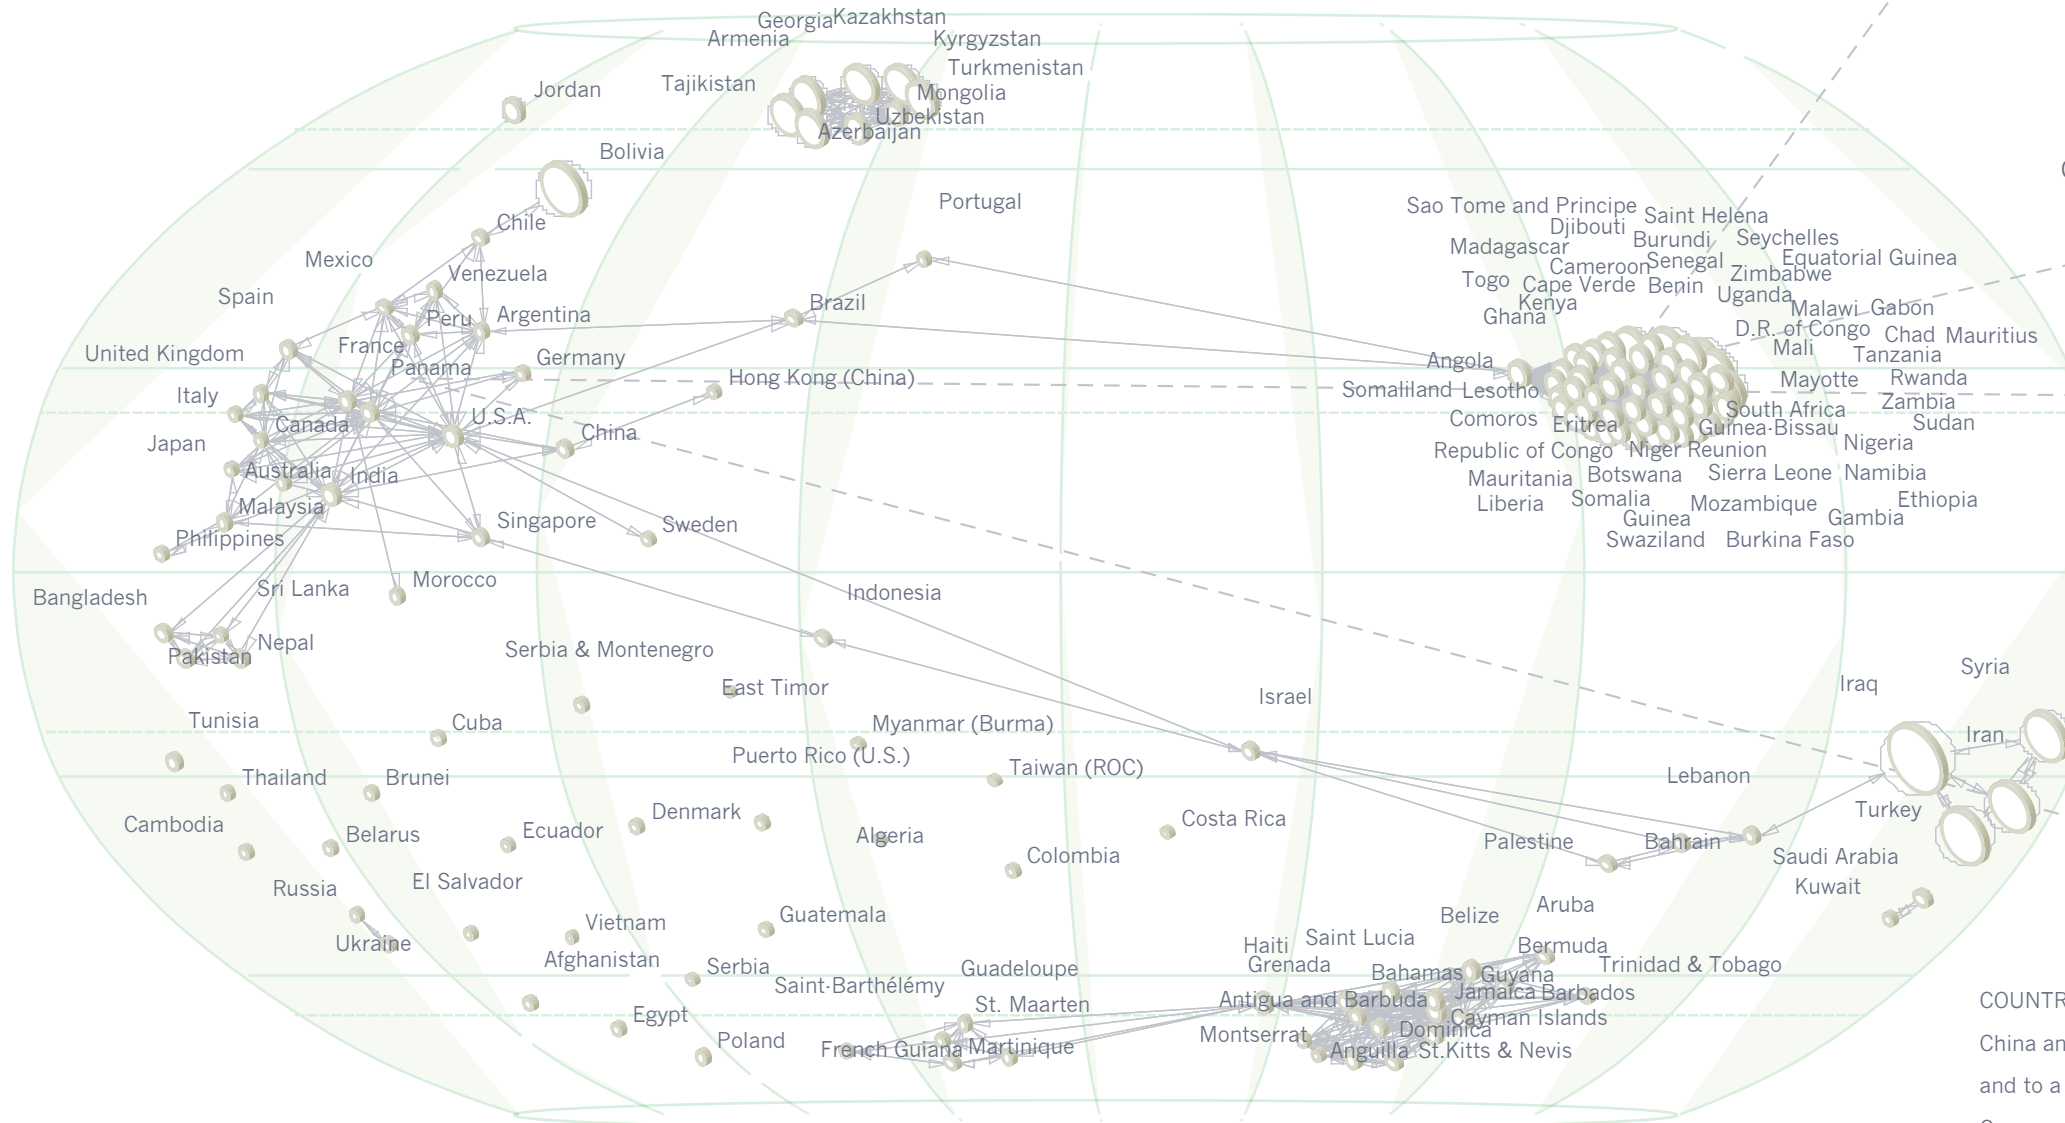 Georgia
Kazakhstan
Armenia
Kyrgyzstan
Tajikistan
Turkmenistan
Mongolia
Uzbekistan
Azerbaijan
Jordan
Bolivia
Portugal
Chile
Mexico
Venezuela
Spain
Peru
Argentina
Brazil
United Kingdom
France
Panama
Germany
Hong Kong (China)
Italy
Canada
U.S.A.
China
Japan
Australia
India
Malaysia
Singapore
Sweden
Philippines
Morocco
Sri Lanka
Bangladesh
Indonesia
Nepal
Pakistan
Sao Tome and Principe
Saint Helena
Djibouti
Madagascar
Burundi
Seychelles
Cameroon
Senegal
Equatorial Guinea
Togo
Cape Verde
Benin
Zimbabwe
Kenya
Uganda
Ghana
Malawi
Gabon
D.R. of Congo
Chad
Mauritius
Mali
Tanzania
Angola
Somaliland
Lesotho
Mayotte
Rwanda
Comoros
Eritrea
South Africa
Zambia
Guinea-Bissau
Sudan
Republic of Congo
Niger
Reunion
Nigeria
Mauritania
Botswana
Sierra Leone
Namibia
Liberia
Somalia
Mozambique
Ethiopia
Guinea
Gambia
Swaziland
Burkina Faso
Serbia & Montenegro
East Timor
Israel
Iraq
Syria
Iran
Tunisia
Cuba
Myanmar (Burma)
Puerto Rico (U.S.)
Taiwan (ROC)
Lebanon
Thailand
Brunei
Turkey
Cambodia
Belarus
Ecuador
Denmark
Algeria
Costa Rica
Palestine
Bahrain
Saudi Arabia
Kuwait
Colombia
Russia
El Salvador
Ukraine
Vietnam
Guatemala
Afghanistan
Serbia
Saint-Barthélémy
Guadeloupe
St. Maarten
Egypt
Poland
French Guiana
Martinique
Belize
Aruba
Haiti
Saint Lucia
Bermuda
Grenada
Bahamas
Guyana
Trinidad & Tobago
Antigua and Barbuda
Jamaica
Barbados
Cayman Islands
Montserrat
Dominica
Anguilla
St.Kitts & Nevis
COUNTR
China an
and to a